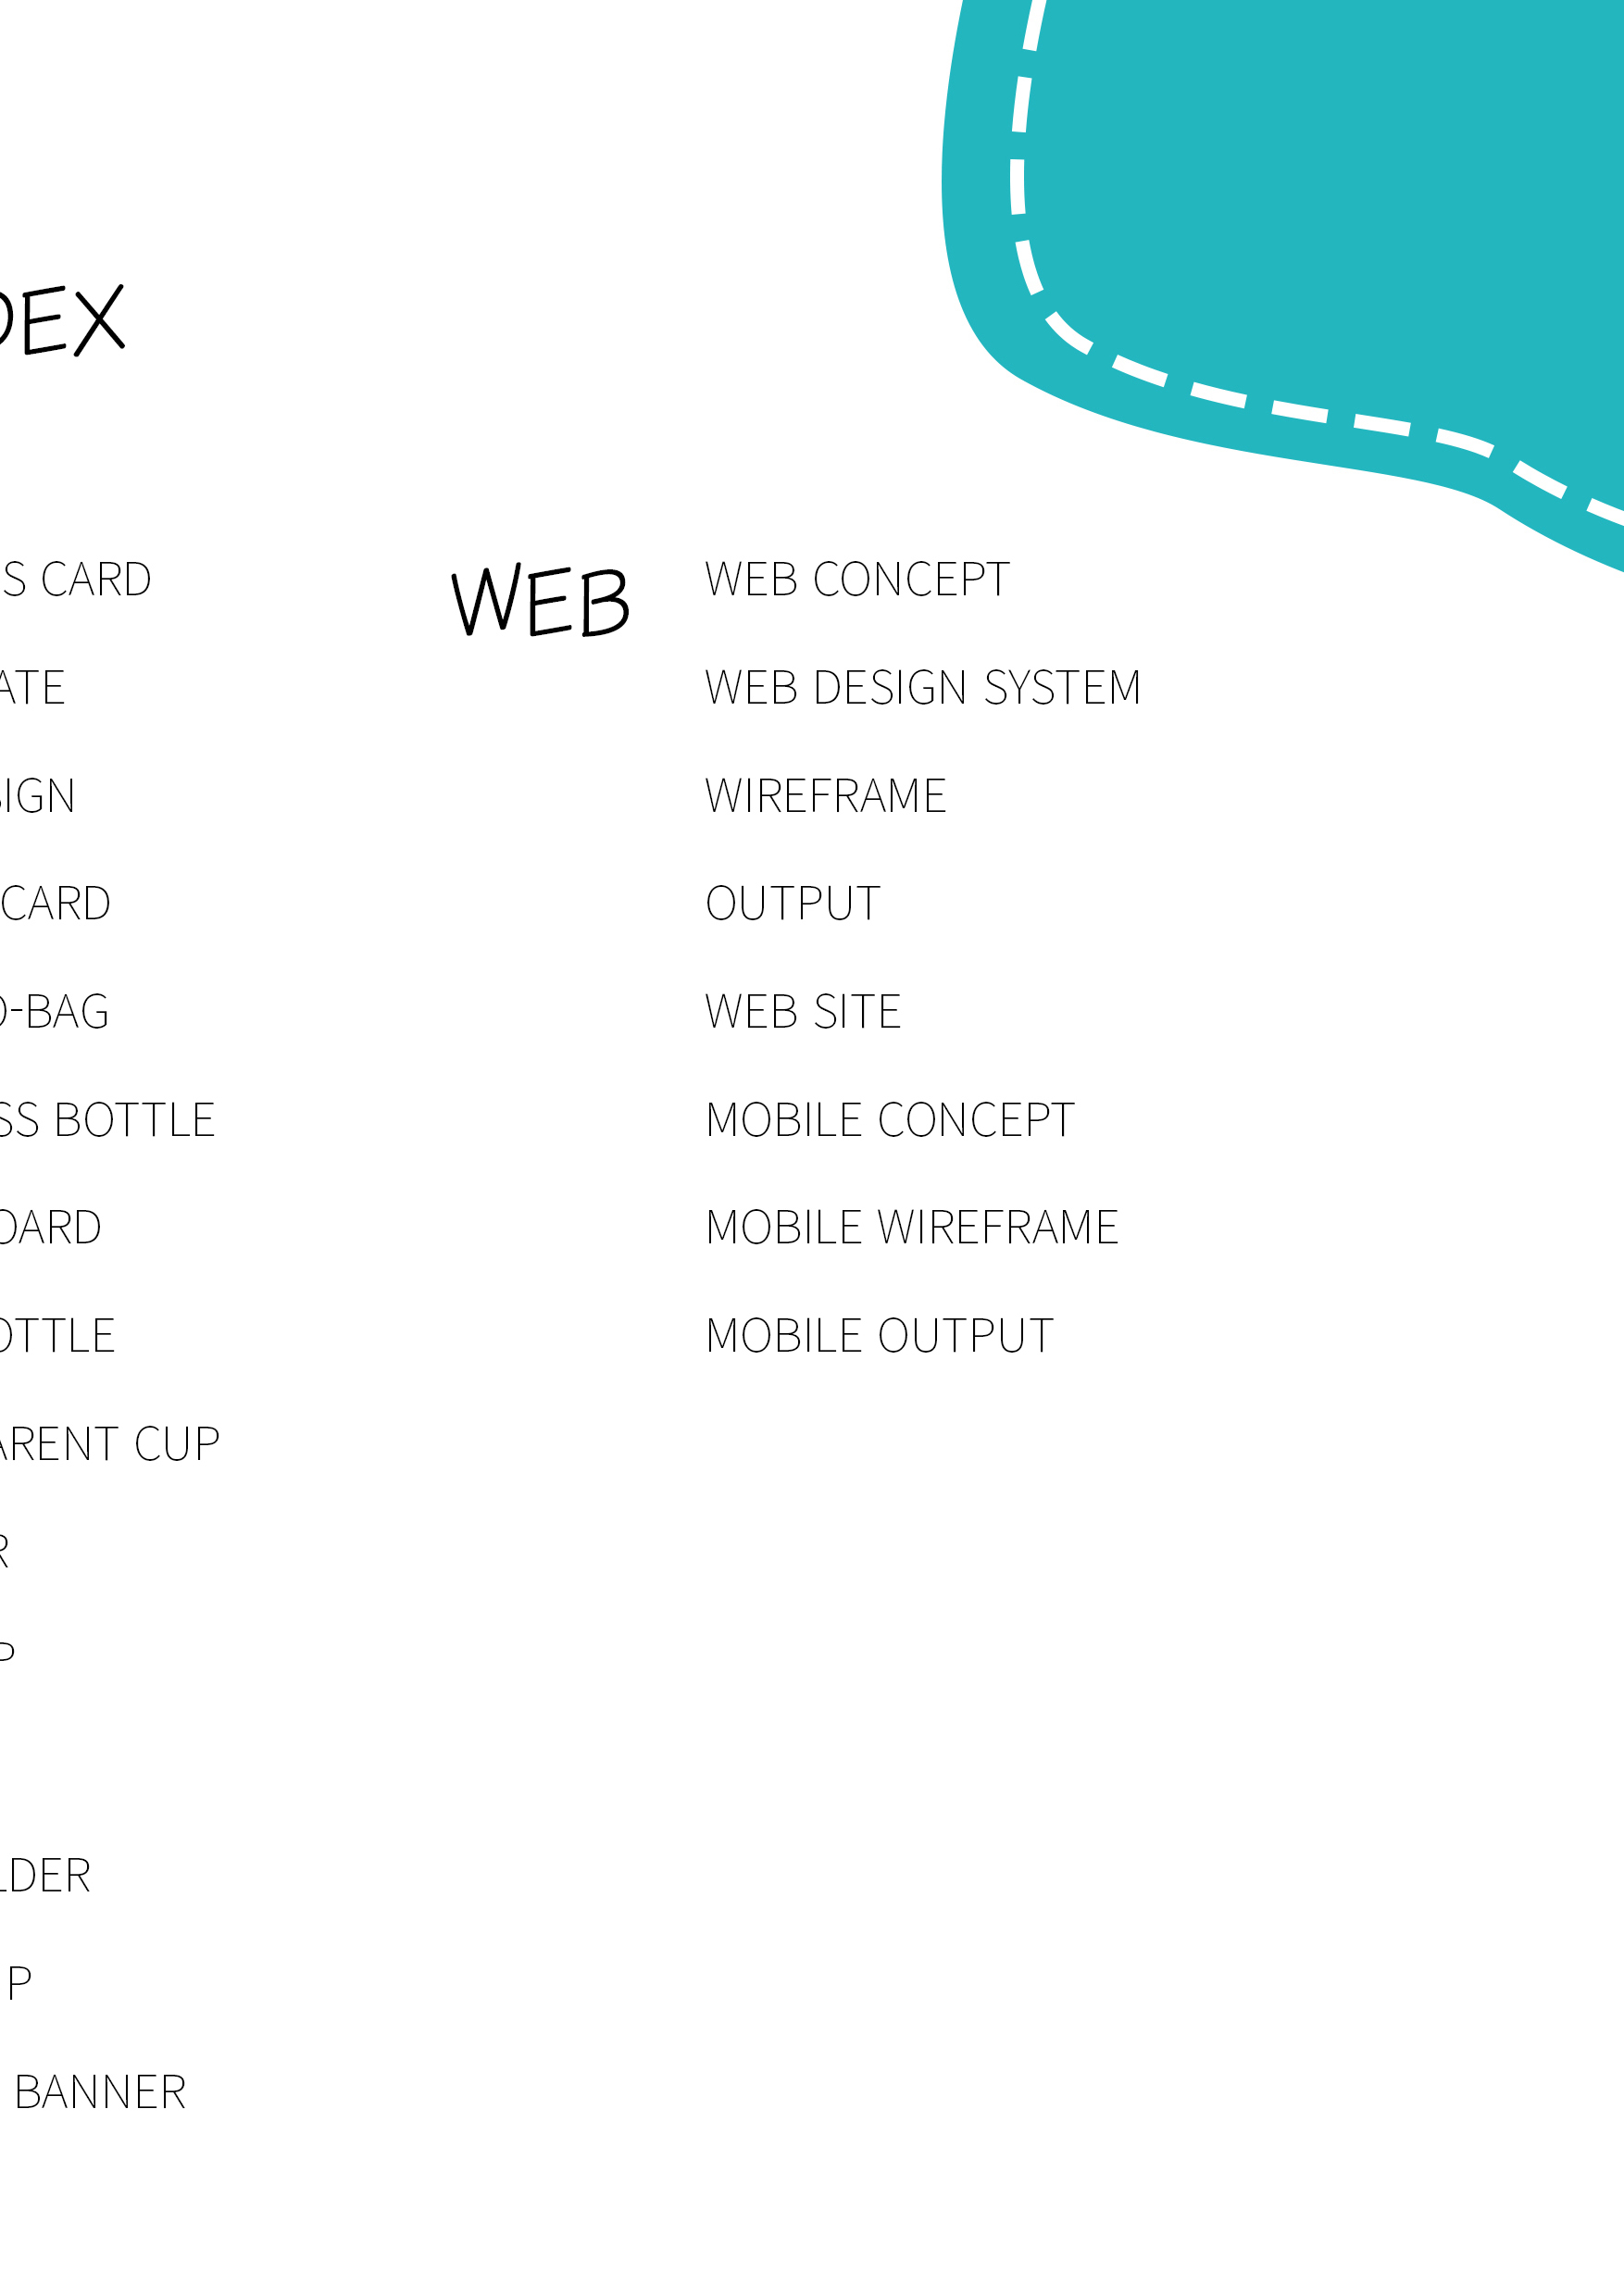 DEX
S CARD
ATE
IGN
CARD
-BAG
SS BOTTLE
OARD
OTTLE
ARENT CUP
R
P
LDER
P
BANNER
WEB
WEB CONCEPT
WEB DESIGN SYSTEM
WIREFRAME
OUTPUT
WEB SITE
MOBILE CONCEPT
MOBILE WIREFRAME
MOBILE OUTPUT